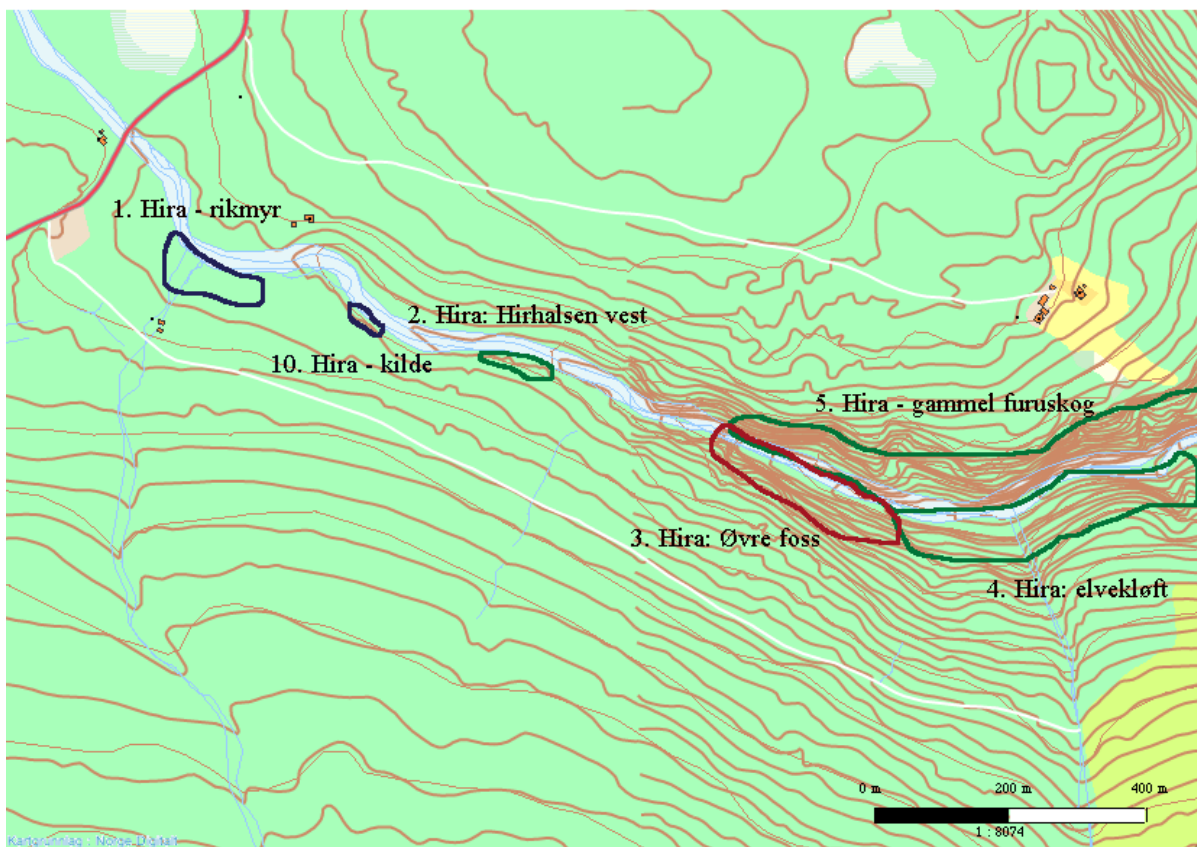 1. Hira - rikmyr
2. Hira: Hirhalsen vest
10. Hira - kilde
5. Hira - gammel furuskog
3. Hira: Øvre foss
4. Hira: elvekløft
0 m 200 m 400 m
1 : 8074
Kartgrunnlag : Norge Digitalt